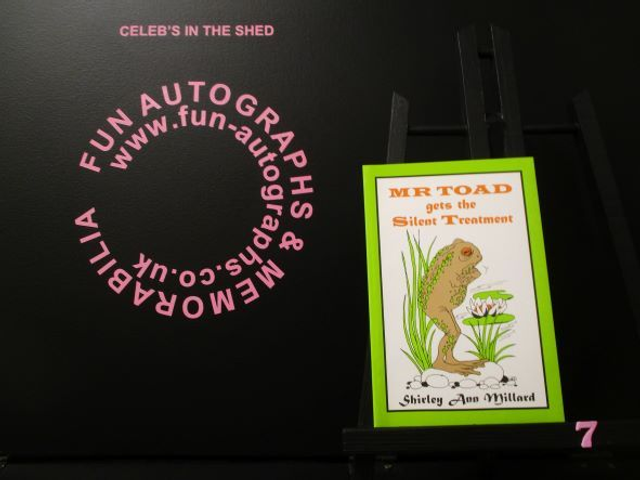 CELEB'S IN THE SHED
FUN AUTOGRAPHS & MEMORABILIA
www.fun-autographs.co.uk
MR TOAD
gets the
Silent Treatment
Shirley Ann Millard
7